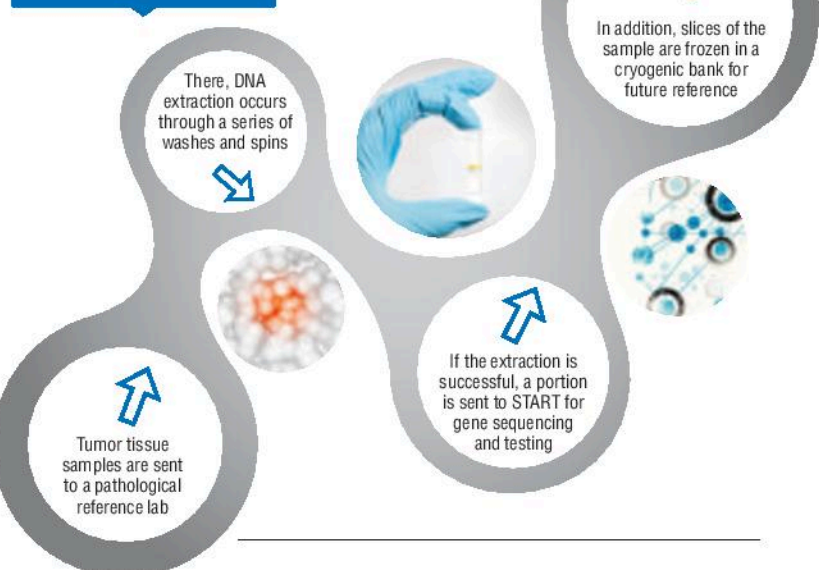 Tumor tissue
samples are sent
to a pathological
reference lab
There, DNA
extraction occurs
through a series of
washes and spins
If the extraction is
successful, a portion
is sent to START for
gene sequencing
and testing
In addition, slices of the
sample are frozen in a
cryogenic bank for
future reference